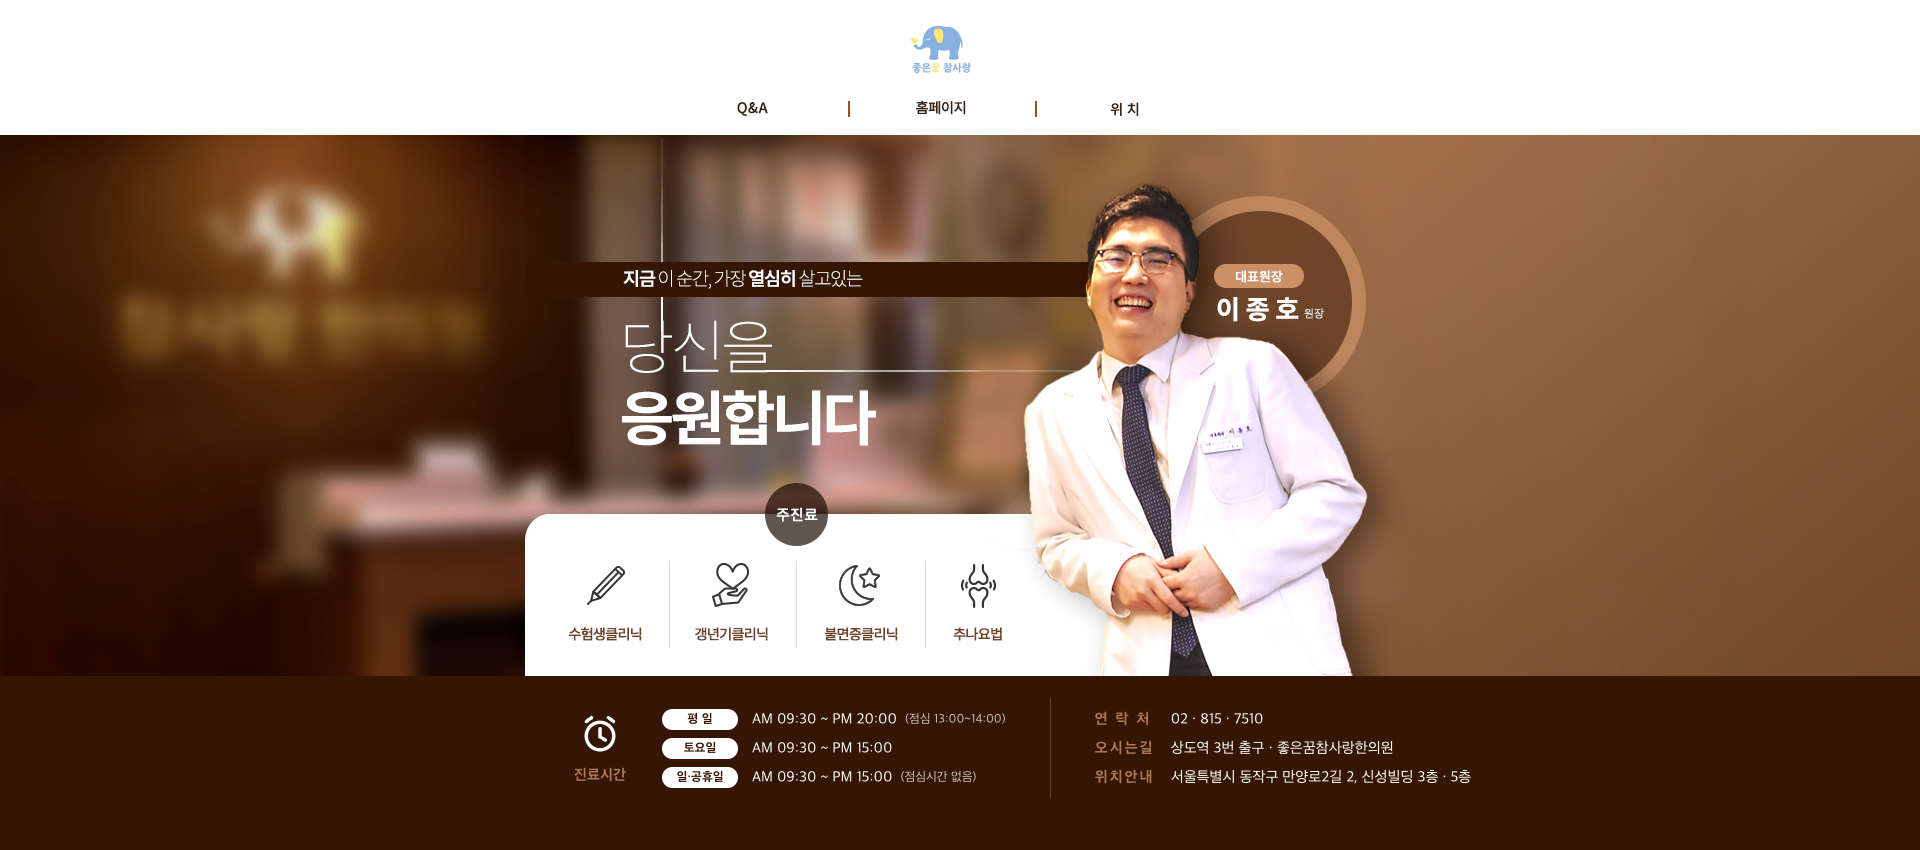 좋은꿈 참사랑
Q&A
홈페이지
위 치
지금 이 순간, 가장 열심히 살고있는
당신을
응원합니다
대표원장
이종호 원장
주진료
수험생클리닉
갱년기클리닉
불면증클리닉
추나요법
진료시간
평 일 AM 09:30 ~ PM 20:00 (점심 13:00~14:00)
토요일 AM 09:30 ~ PM 15:00
일·공휴일 AM 09:30 ~ PM 15:00 (점심시간 없음)
연 락 처 02 · 815 · 7510
오시는길 상도역 3번 출구 · 좋은꿈참사랑한의원
위치안내 서울특별시 동작구 만양로2길 2, 신성빌딩 3층 · 5층